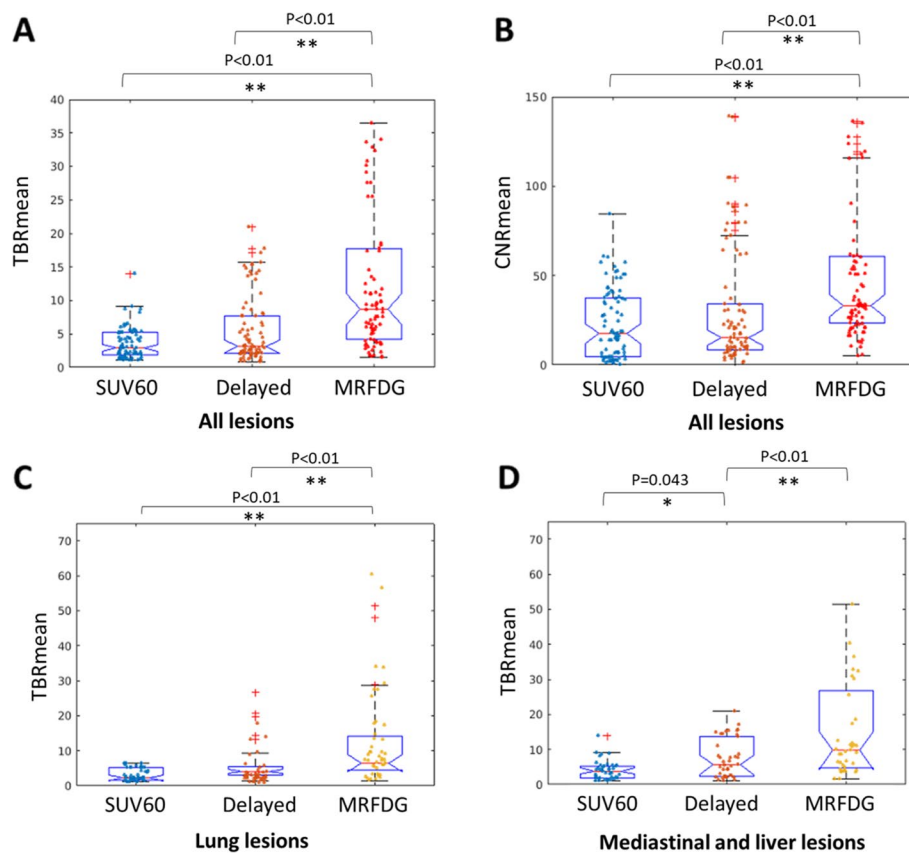 A
P<0.01
**
P<0.01
**
40
35
30
25
20
15
10
5
0
TBRmean
SUV60 Delayed MRFDG
All lesions
B
P<0.01
**
P<0.01
**
150
100
50
0
CNRmean
SUV60 Delayed MRFDG
All lesions
C
P<0.01
**
P<0.01
**
70
60
50
40
30
20
10
0
TBRmean
SUV60 Delayed MRFDG
Lung lesions
D
P=0.043
*
P<0.01
**
70
60
50
40
30
20
10
0
TBRmean
SUV60 Delayed MRFDG
Mediastinal and liver lesions